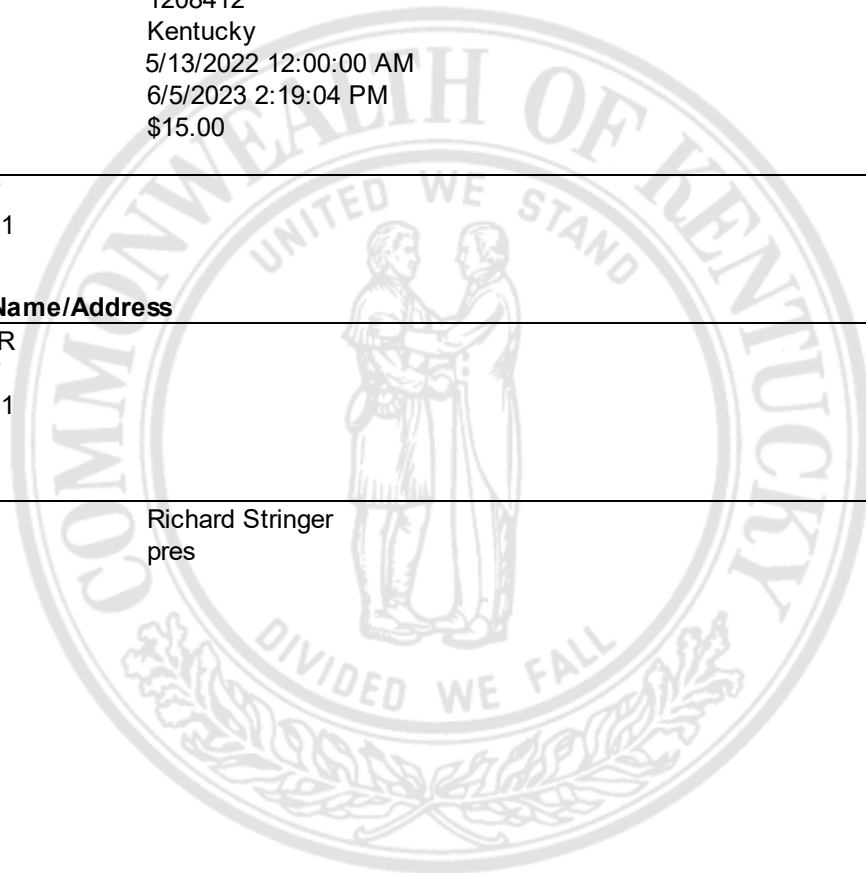 1208412
Kentucky
5/13/2022 12:00:00 AM
6/5/2023 2:19:04 PM
$15.00
1
Name/Address
R
1
Richard Stringer
pres
COMMONWEALTH OF KENTUCKY
UNITED WE STAND
DIVIDED WE FALL